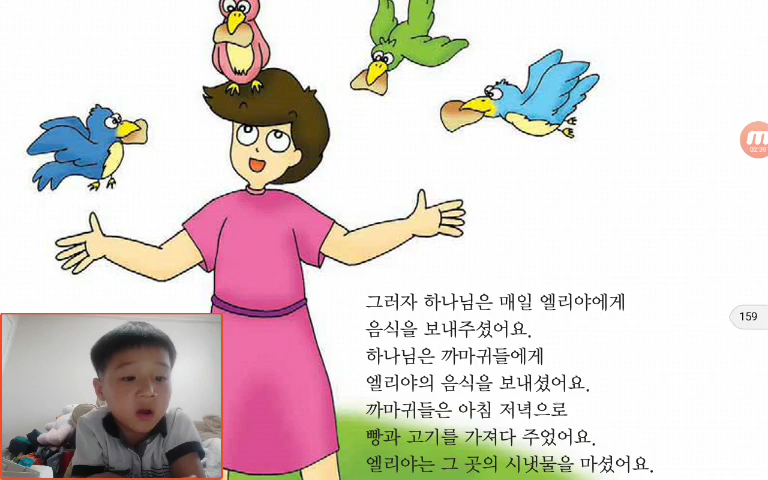 그러자 하나님은 매일 엘리야에게
음식을 보내주셨어요.
하나님은 까마귀들에게
엘리야의 음식을 보내셨어요.
까마귀들은 아침 저녁으로
빵과 고기를 가져다 주었어요.
엘리야는 그 곳의 시냇물을 마셨어요.
159